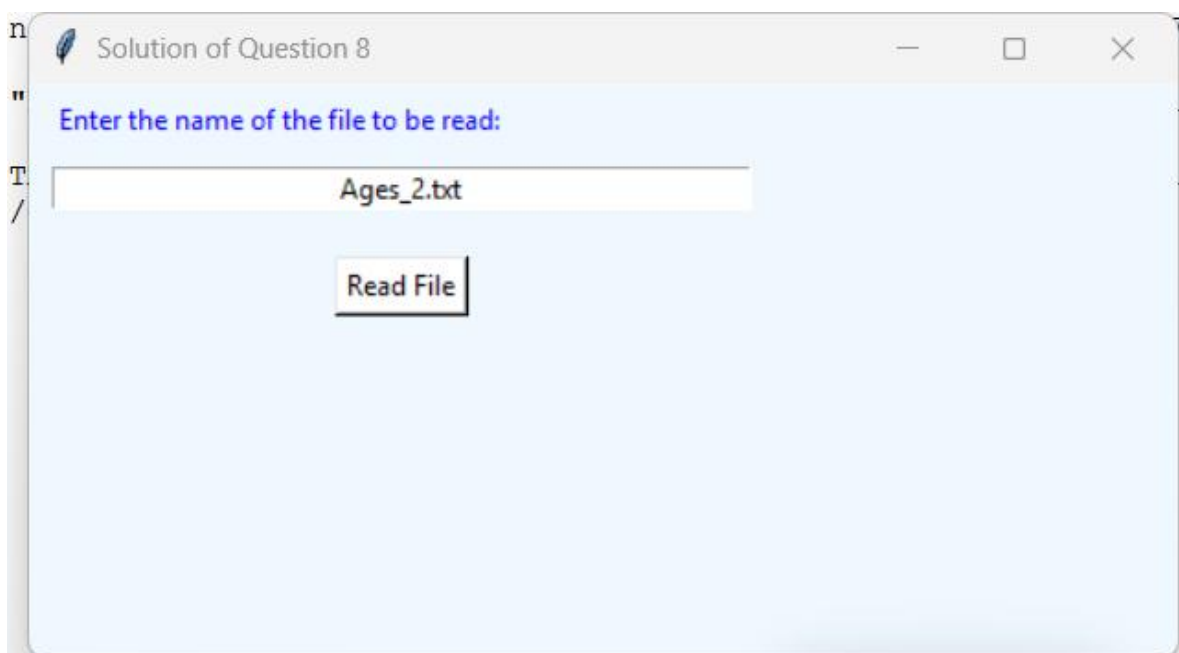 Solution of Question 8
Enter the name of the file to be read:
Ages_2.txt
Read File